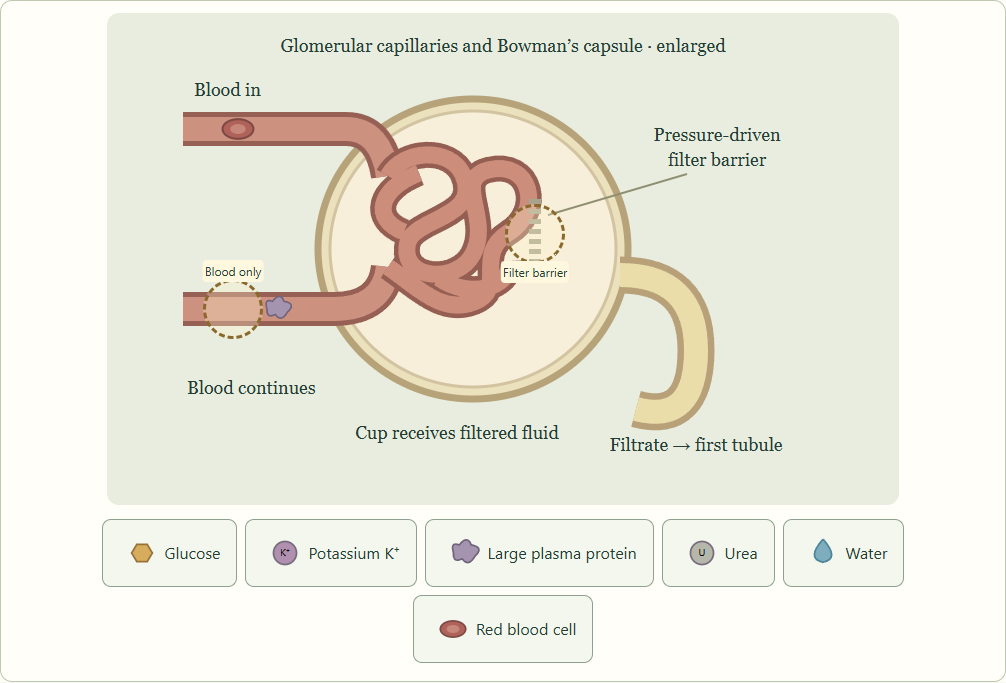 Glomerular capillaries and Bowman’s capsule · enlarged
Blood in
Pressure-driven
filter barrier
Blood only
Filter barrier
Blood continues
Cup receives filtered fluid
Filtrate → first tubule
Glucose
K⁺ Potassium K⁺
Large plasma protein
U Urea
Water
Red blood cell